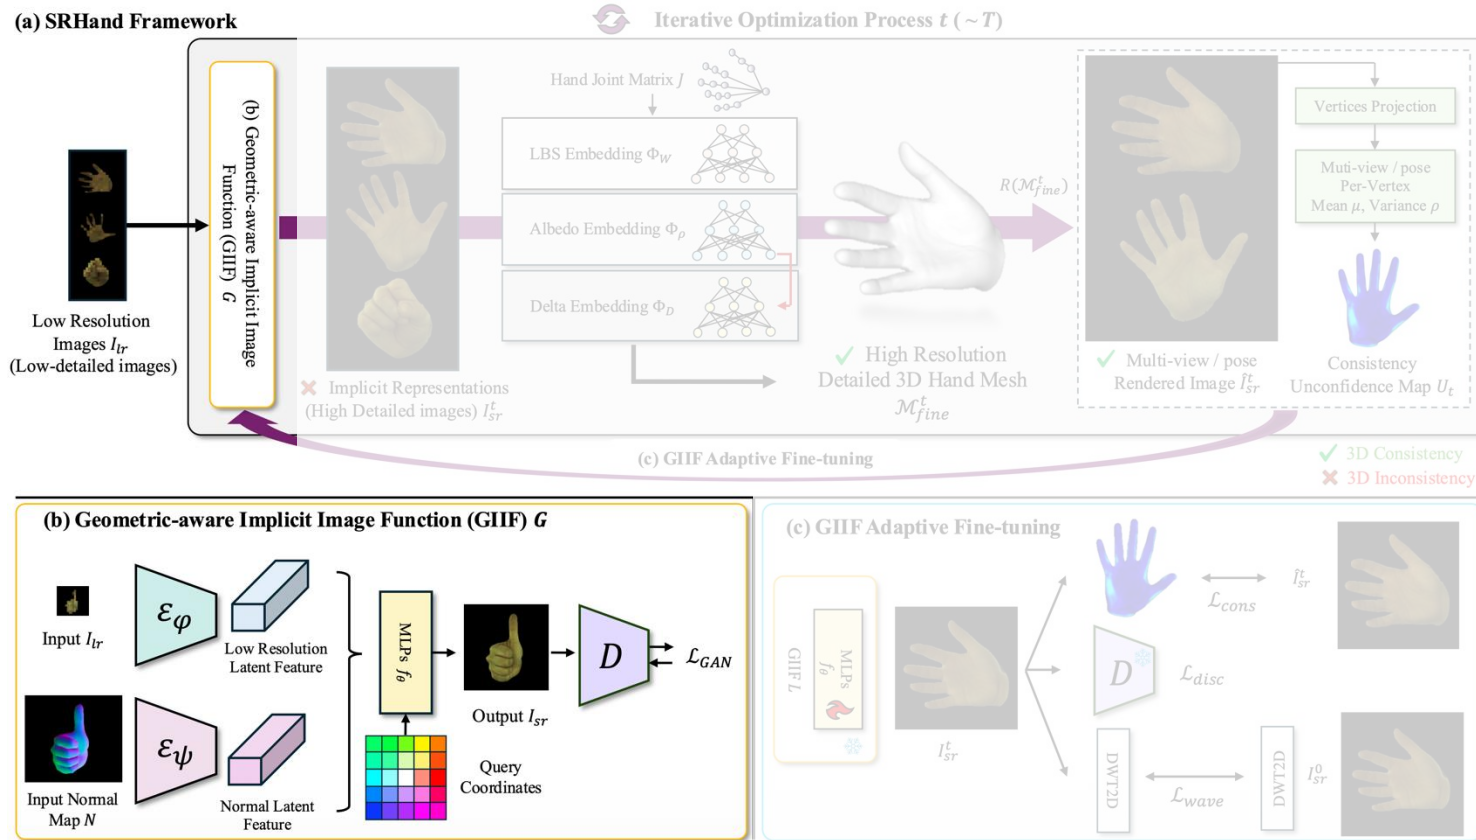 (a) SRHand Framework
Iterative Optimization Process t (~T)
(b) Geometric-aware Implicit Image
Function (GIIF) G
Low Resolution
Images I_lr
(Low-detailed images)
Implicit Representations
(High Detailed images) I^t_sr
Hand Joint Matrix J
LBS Embedding Φ_W
Albedo Embedding Φ_ρ
Delta Embedding Φ_D
High Resolution
Detailed 3D Hand Mesh
ℳ^t_fine
R(ℳ^t_fine)
Multi-view / pose
Rendered Image Î^t_sr
Vertices Projection
Muti-view / pose
Per-Vertex
Mean μ, Variance ρ
Consistency
Unconfidence Map U_t
(c) GIIF Adaptive Fine-tuning
3D Consistency
3D Inconsistency
(b) Geometric-aware Implicit Image Function (GIIF) G
Input I_lr
ℰ_φ
Low Resolution
Latent Feature
Input Normal
Map N
ℰ_ψ
Normal Latent
Feature
MLPs
f_θ
Query
Coordinates
Output I_sr
D
ℒ_GAN
(c) GIIF Adaptive Fine-tuning
GIIF L
MLPs
f_θ
I^t_sr
ℒ_cons
Î^t_sr
D
ℒ_disc
DWT2D
ℒ_wave
DWT2D
I^0_sr